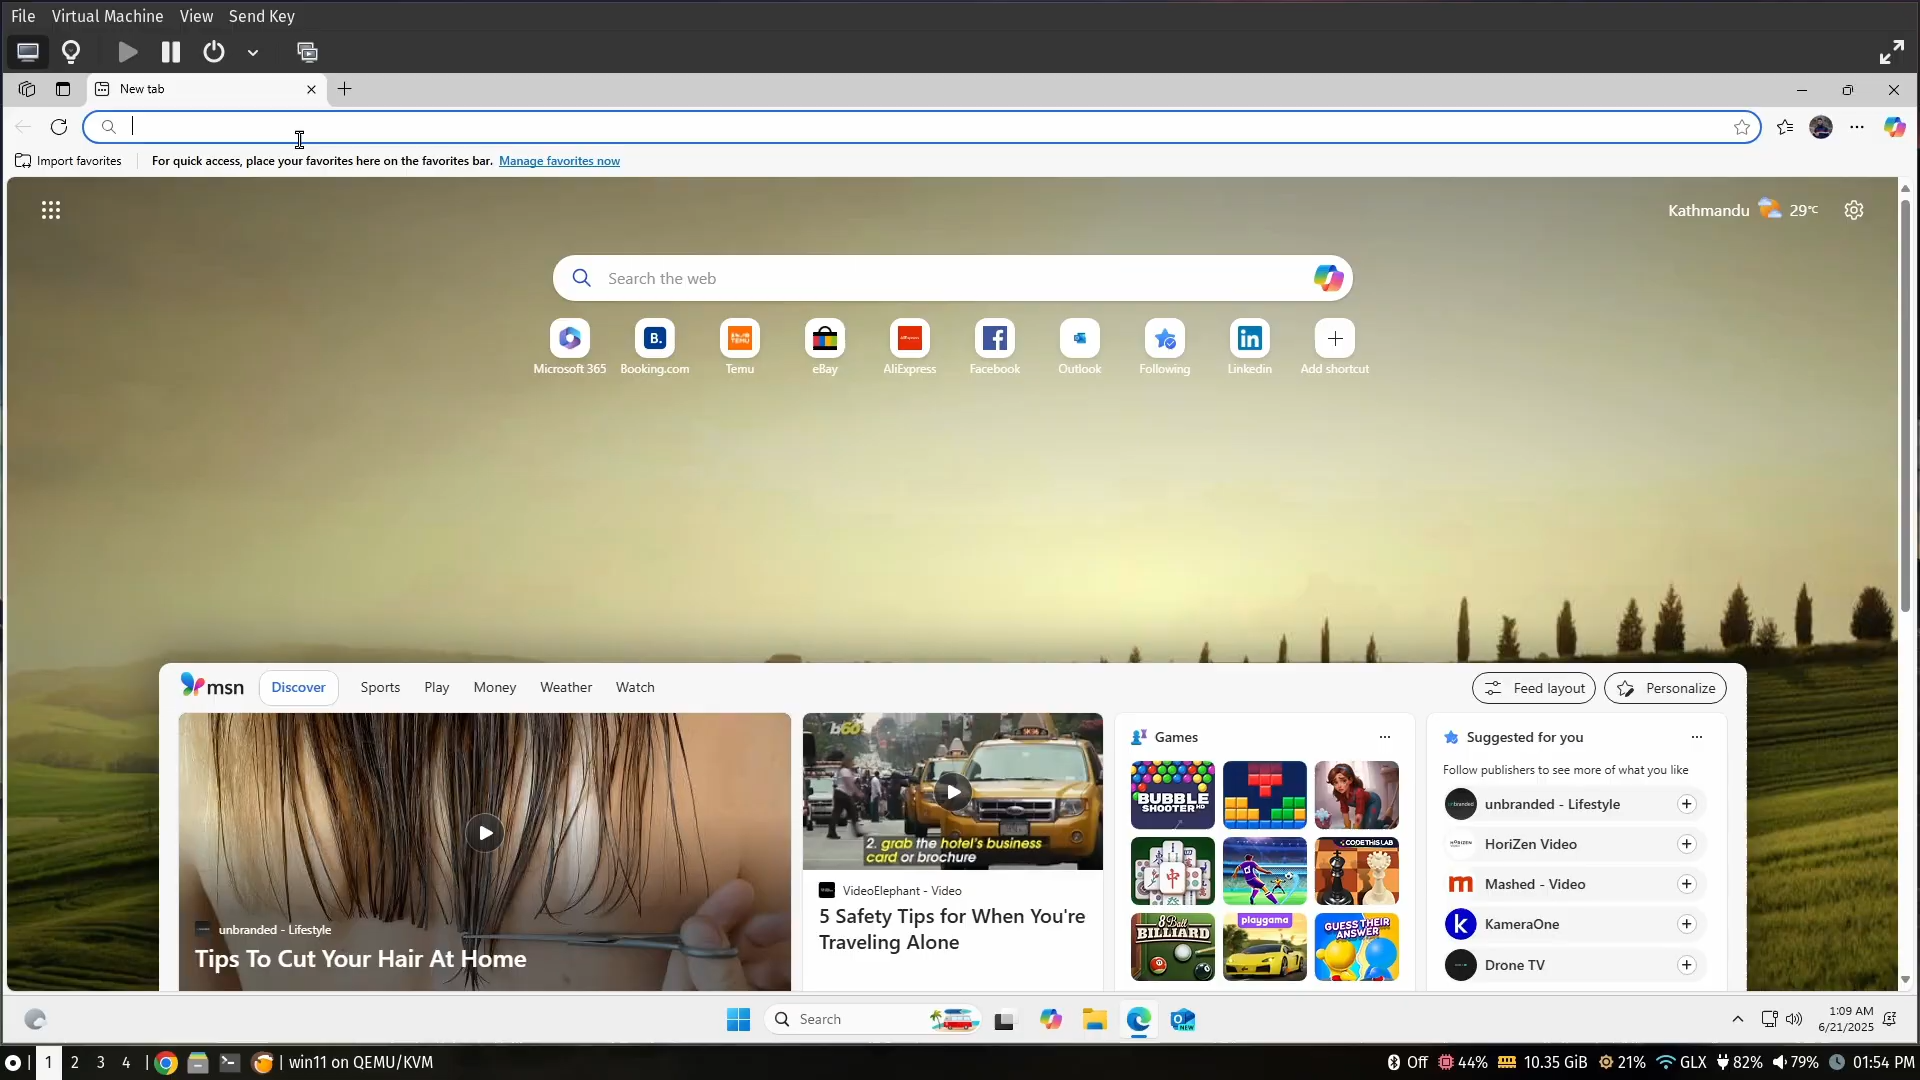 File Virtual Machine View Send Key
New tab
Import favorites For quick access, place your favorites here on the favorites bar. Manage favorites now
Kathmandu 29°C
Search the web
Microsoft 365 Booking.com Temu eBay AliExpress Facebook Outlook Following Linkedin Add shortcut
msn Discover Sports Play Money Weather Watch Feed layout Personalize
unbranded - Lifestyle
Tips To Cut Your Hair At Home
2. grab the hotel's business
card or brochure
VideoElephant - Video
5 Safety Tips for When You're
Traveling Alone
Games
BUBBLE
SHOOTER HD
CODETHISLAB
8 Ball
BILLIARD
playgama
GUESS THEIR
ANSWER
Suggested for you
Follow publishers to see more of what you like
unbranded - Lifestyle
HoriZen Video
Mashed - Video
KameraOne
Drone TV
Search
1:09 AM
6/21/2025
1 2 3 4 win11 on QEMU/KVM Off 44% 10.35 GiB 21% GLX 82% 79% 01:54 PM